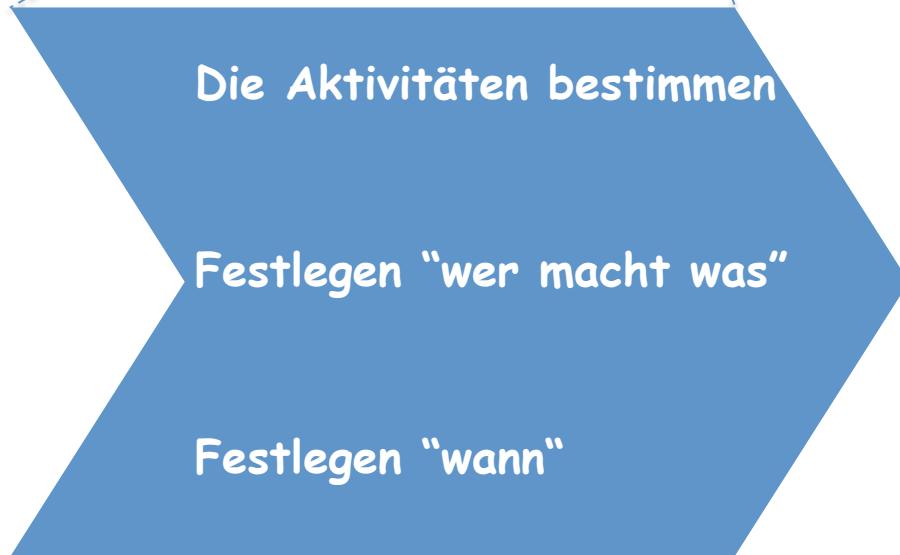 Die Aktivitäten bestimmen
Festlegen “wer macht was”
Festlegen “wann“